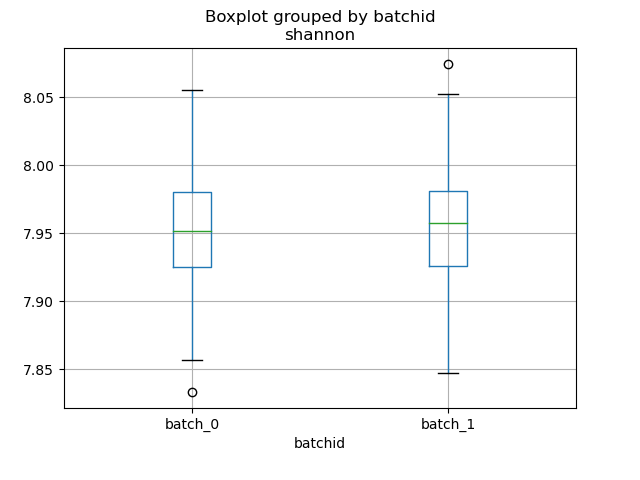 Boxplot grouped by batchid
shannon
8.05
8.00
7.95
7.90
7.85
batch_0
batch_1
batchid